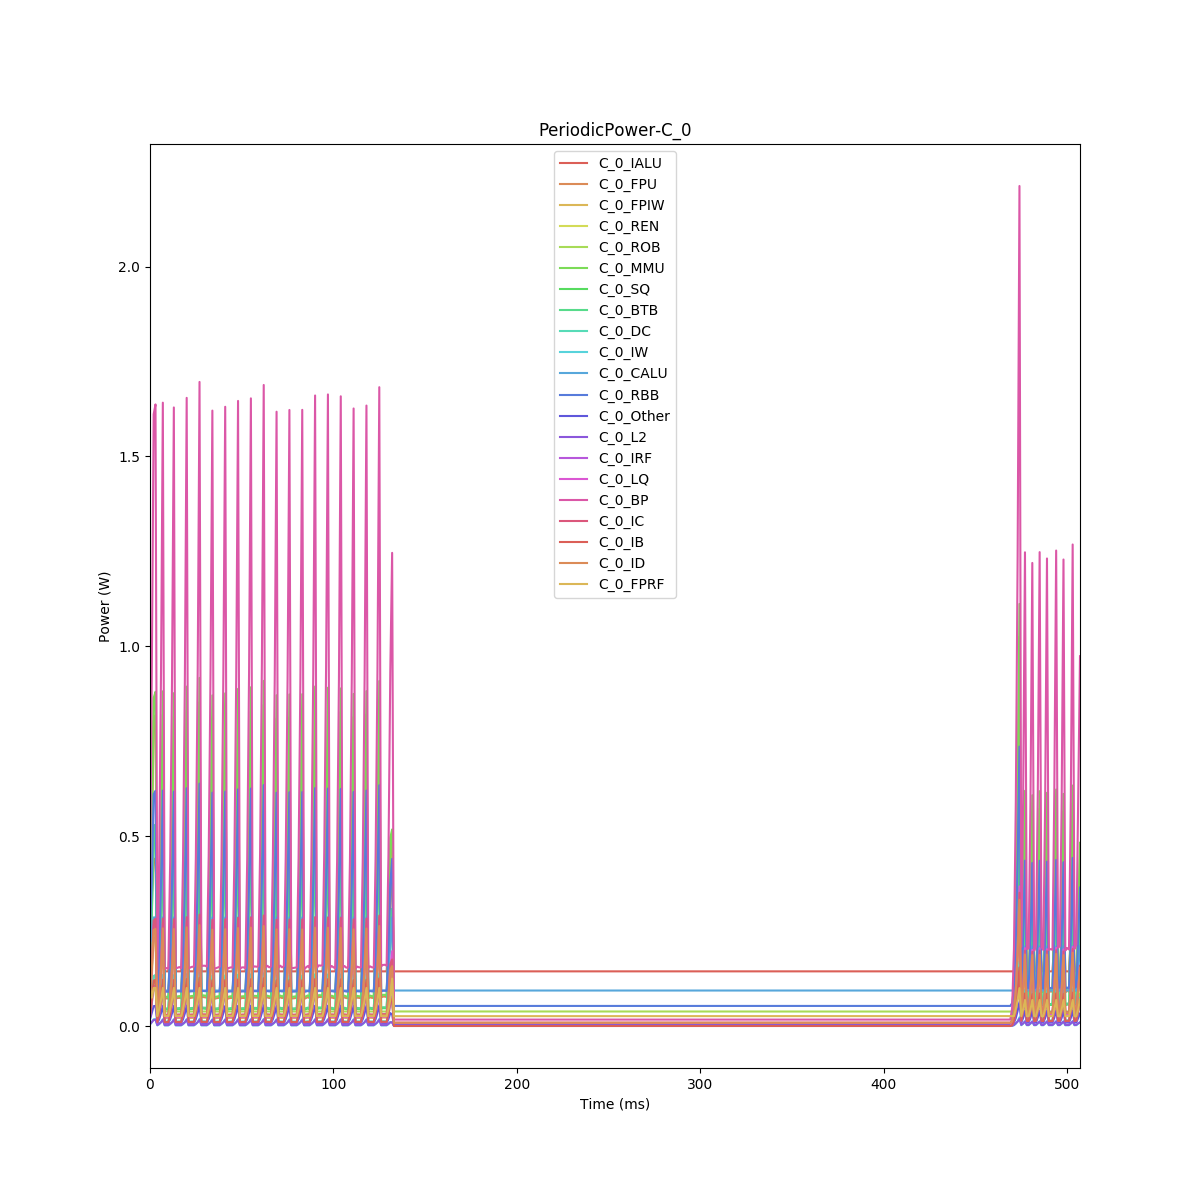 PeriodicPower-C_0
C_0_IALU
C_0_FPU
C_0_FPIW
C_0_REN
C_0_ROB
C_0_MMU
C_0_SQ
C_0_BTB
C_0_DC
C_0_IW
C_0_CALU
C_0_RBB
C_0_Other
C_0_L2
C_0_IRF
C_0_LQ
C_0_BP
C_0_IC
C_0_IB
C_0_ID
C_0_FPRF
2.0
1.5
1.0
0.5
0.0
Power (W)
0 100 200 300 400 500
Time (ms)